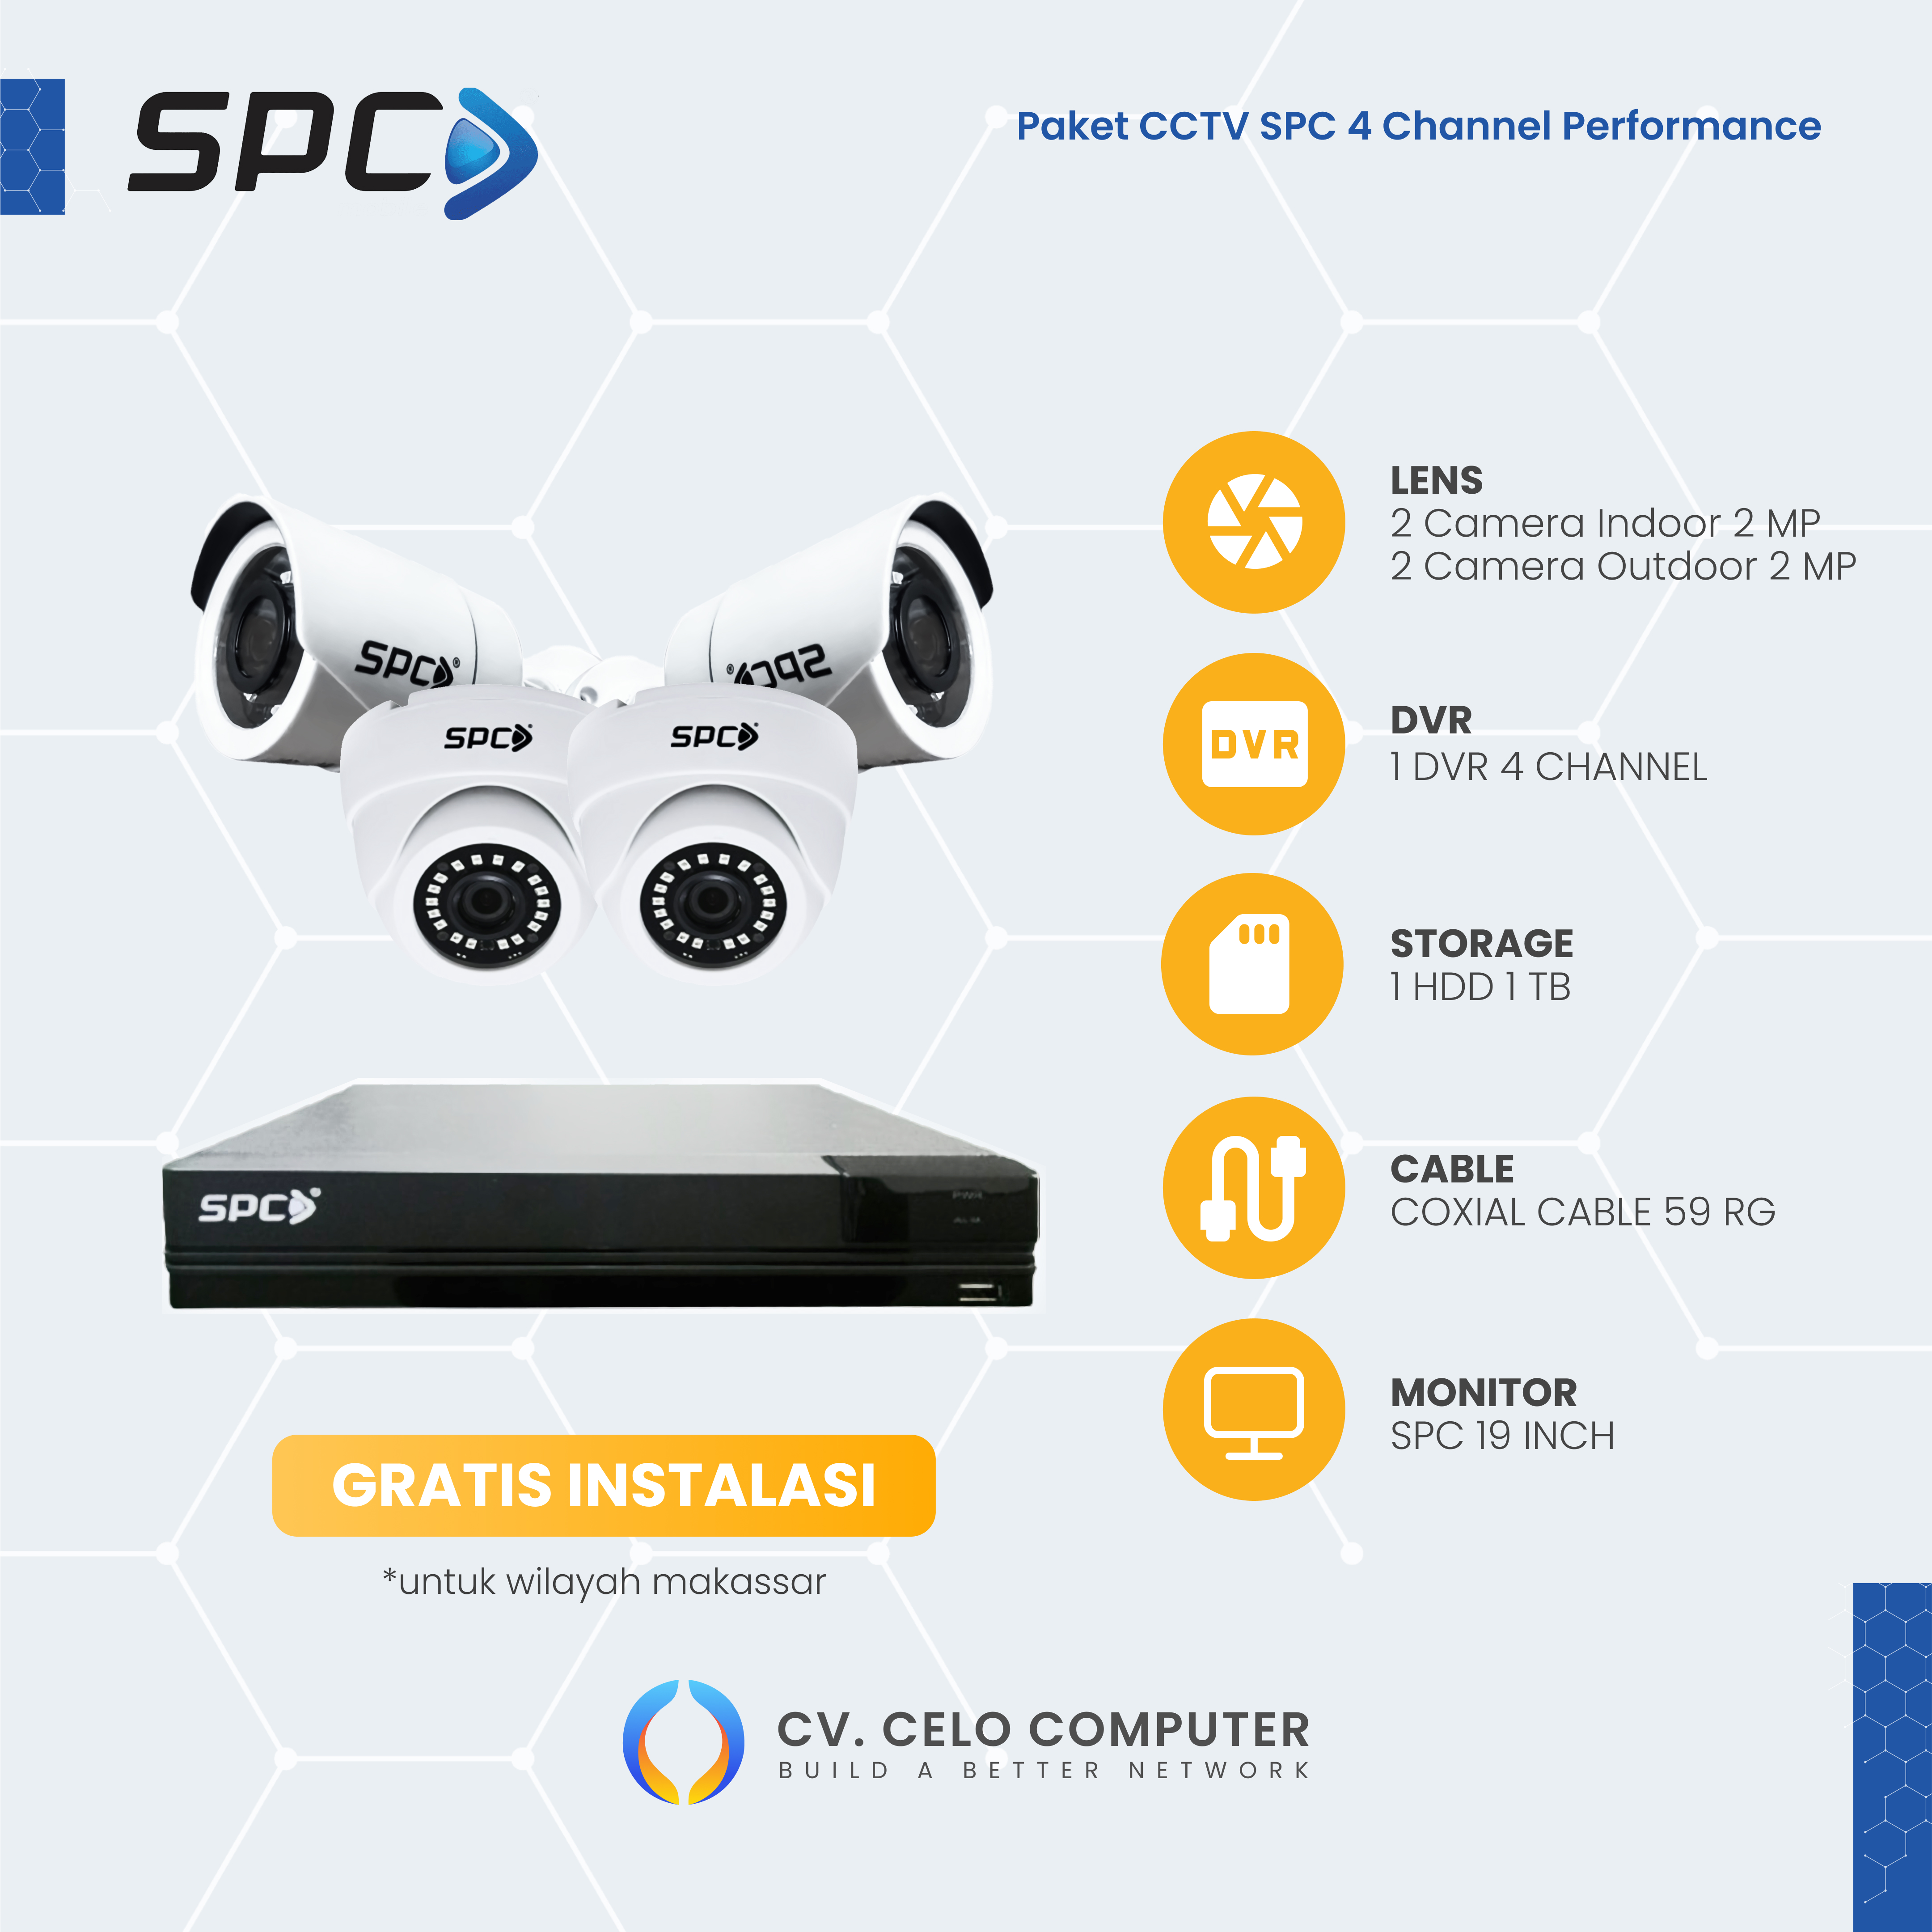 SPC
Paket CCTV SPC 4 Channel Performance
LENS
2 Camera Indoor 2 MP
2 Camera Outdoor 2 MP
SPC
SPC
SPC
SPC
DVR
DVR
1 DVR 4 CHANNEL
STORAGE
1 HDD 1 TB
CABLE
COXIAL CABLE 59 RG
SPC
PWR
MONITOR
SPC 19 INCH
GRATIS INSTALASI
*untuk wilayah makassar
CV. CELO COMPUTER
BUILD A BETTER NETWORK